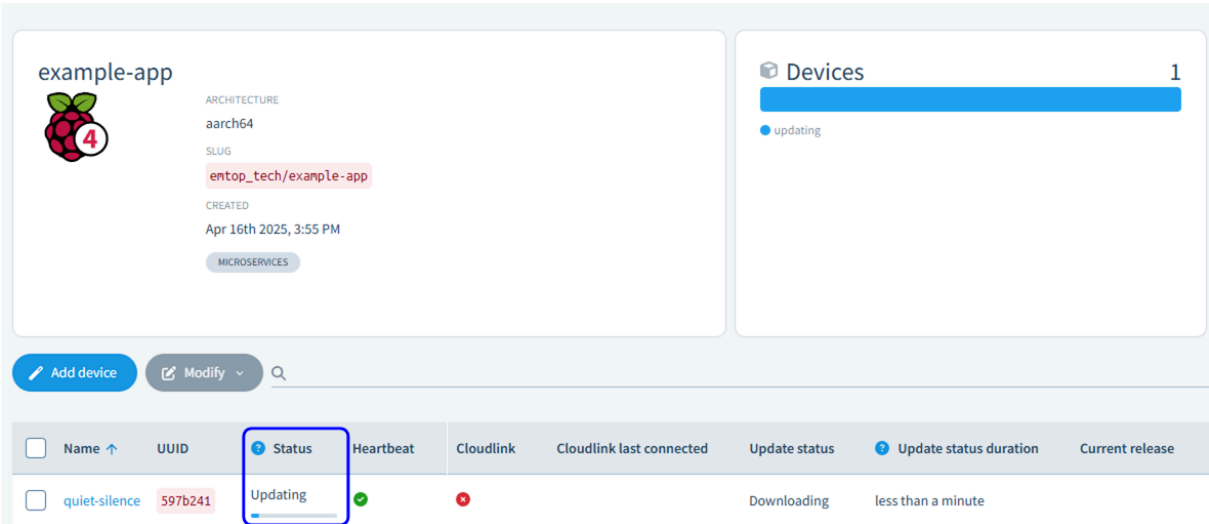 example-app
4
ARCHITECTURE
aarch64
SLUG
emtop_tech/example-app
CREATED
Apr 16th 2025, 3:55 PM
MICROSERVICES
Devices 1
updating
Add device Modify
Name UUID ? Status Heartbeat Cloudlink Cloudlink last connected Update status ? Update status duration Current release
quiet-silence 597b241 Updating Downloading less than a minute